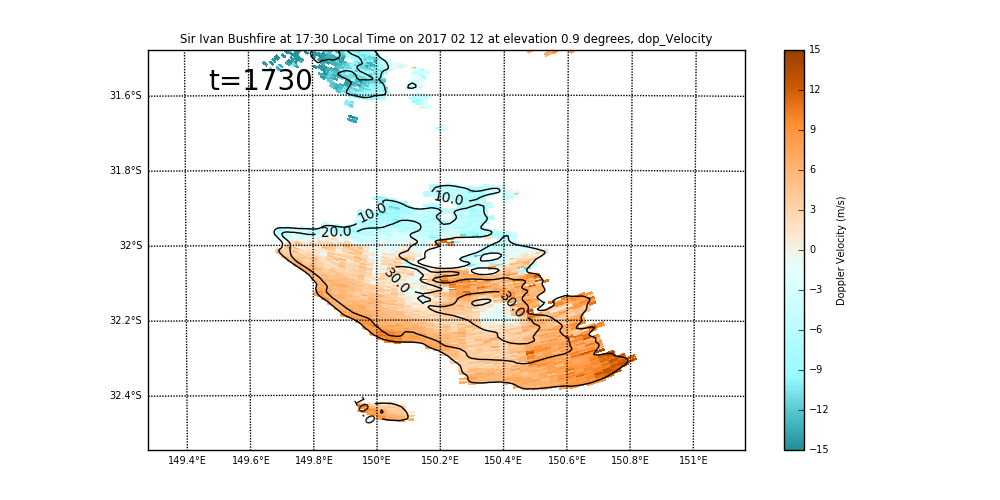 Sir Ivan Bushfire at 17:30 Local Time on 2017 02 12 at elevation 0.9 degrees, dop_Velocity
t=1730
31.6°S
31.8°S
32°S
32.2°S
32.4°S
149.4°E 149.6°E 149.8°E 150°E 150.2°E 150.4°E 150.6°E 150.8°E 151°E
10.0
10.0
20.0
30.0
30.0
10.0
15
12
9
6
3
0
−3
−6
−9
−12
−15
Doppler Velocity (m/s)